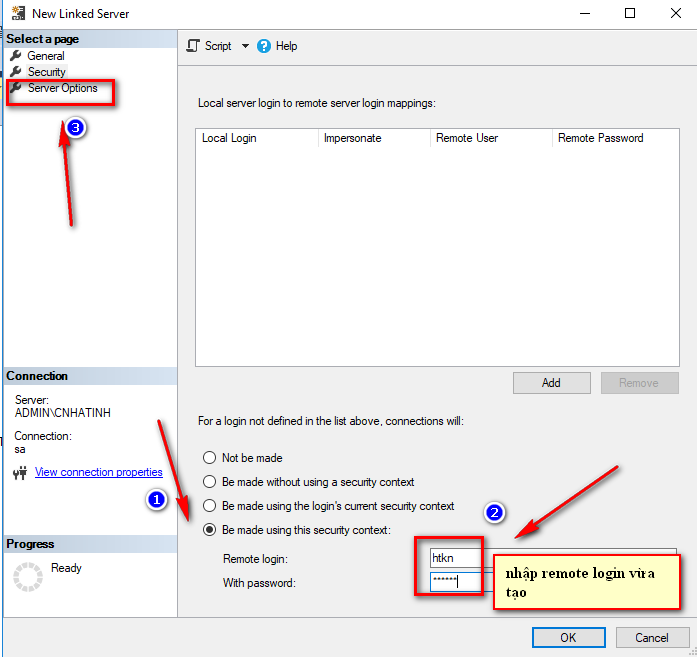 New Linked Server
Select a page
General
Security
Server Options
3
Script
Help
Local server login to remote server login mappings:
Local Login Impersonate Remote User Remote Password
Add Remove
Connection
Server:
ADMIN\CNHATINH
Connection:
sa
View connection properties
1
Progress
Ready
For a login not defined in the list above, connections will:
Not be made
Be made without using a security context
Be made using the login's current security context
2
Be made using this security context:
Remote login: htkn
With password: ******
nhập remote login vừa
tạo
OK Cancel